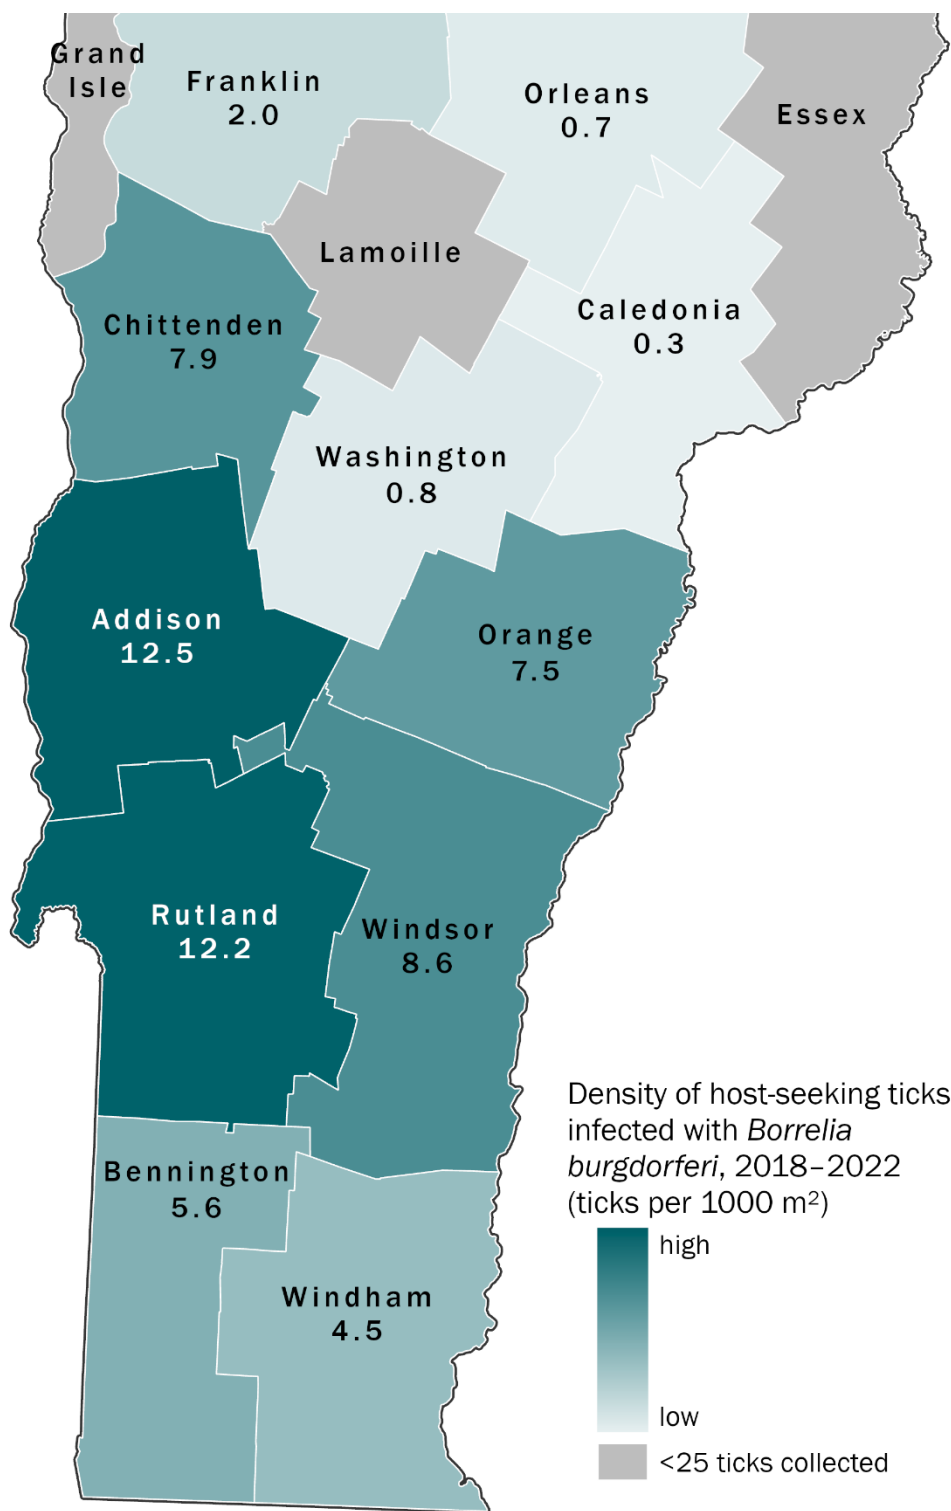 Grand
Isle
Franklin
2.0
Orleans
0.7
Essex
Lamoille
Chittenden
7.9
Caledonia
0.3
Washington
0.8
Addison
12.5
Orange
7.5
Rutland
12.2
Windsor
8.6
Bennington
5.6
Windham
4.5
Density of host-seeking ticks
infected with Borrelia
burgdorferi, 2018–2022
(ticks per 1000 m²)
high
low
<25 ticks collected